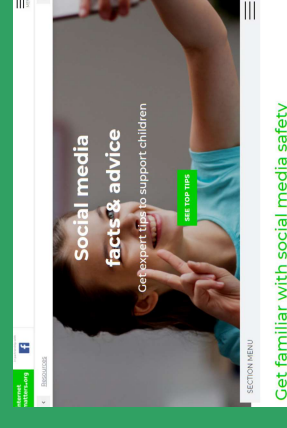 internet
matters.org
f
Resources
Social media
facts & advice
Get expert tips to support children
SEE TOP TIPS
SECTION MENU
Get familiar with social media safety